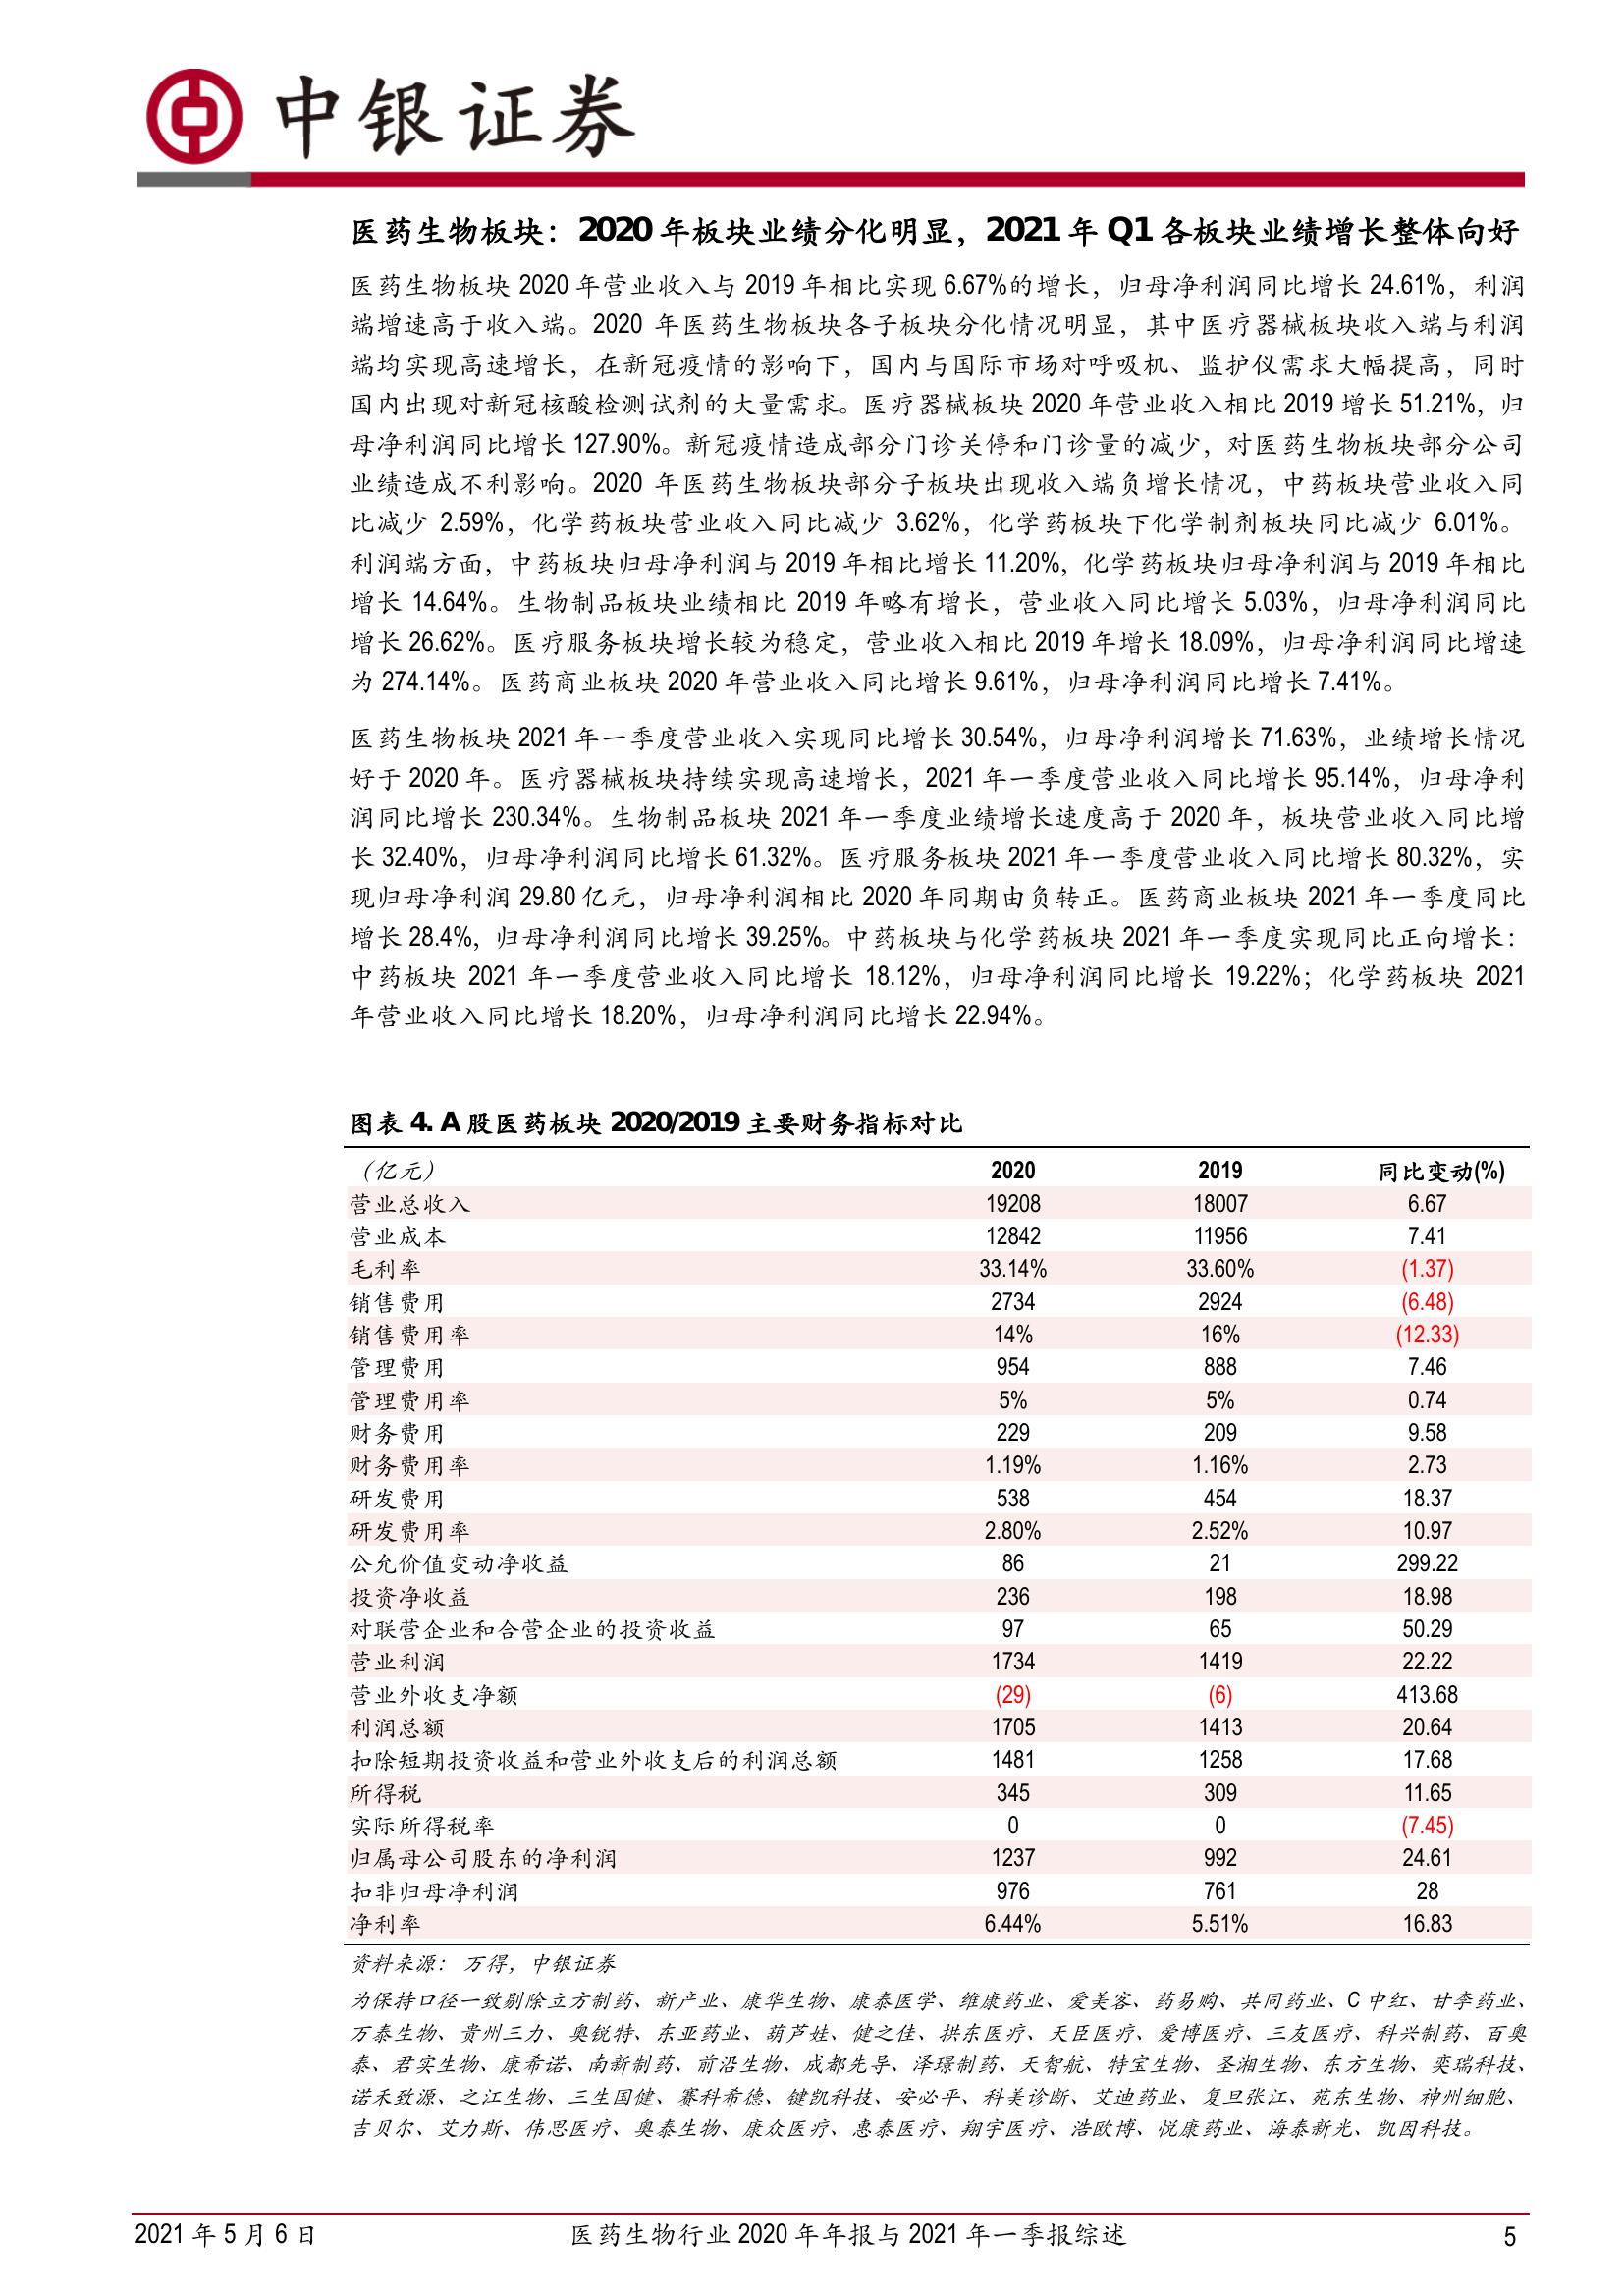 中银证券
医药生物板块：2020 年板块业绩分化明显，2021 年 Q1 各板块业绩增长整体向好
医药生物板块 2020 年营业收入与 2019 年相比实现 6.67%的增长，归母净利润同比增长 24.61%，利润
端增速高于收入端。2020 年医药生物板块各子板块分化情况明显，其中医疗器械板块收入端与利润
端均实现高速增长，在新冠疫情的影响下，国内与国际市场对呼吸机、监护仪需求大幅提高，同时
国内出现对新冠核酸检测试剂的大量需求。医疗器械板块 2020 年营业收入相比 2019 增长 51.21%，归
母净利润同比增长 127.90%。新冠疫情造成部分门诊关停和门诊量的减少，对医药生物板块部分公司
业绩造成不利影响。2020 年医药生物板块部分子板块出现收入端负增长情况，中药板块营业收入同
比减少 2.59%，化学药板块营业收入同比减少 3.62%，化学药板块下化学制剂板块同比减少 6.01%。
利润端方面，中药板块归母净利润与 2019 年相比增长 11.20%，化学药板块归母净利润与 2019 年相比
增长 14.64%。生物制品板块业绩相比 2019 年略有增长，营业收入同比增长 5.03%，归母净利润同比
增长 26.62%。医疗服务板块增长较为稳定，营业收入相比 2019 年增长 18.09%，归母净利润同比增速
为 274.14%。医药商业板块 2020 年营业收入同比增长 9.61%，归母净利润同比增长 7.41%。
医药生物板块 2021 年一季度营业收入实现同比增长 30.54%，归母净利润增长 71.63%，业绩增长情况
好于 2020 年。医疗器械板块持续实现高速增长，2021 年一季度营业收入同比增长 95.14%，归母净利
润同比增长 230.34%。生物制品板块 2021 年一季度业绩增长速度高于 2020 年，板块营业收入同比增
长 32.40%，归母净利润同比增长 61.32%。医疗服务板块 2021 年一季度营业收入同比增长 80.32%，实
现归母净利润 29.80 亿元，归母净利润相比 2020 年同期由负转正。医药商业板块 2021 年一季度同比
增长 28.4%，归母净利润同比增长 39.25%。中药板块与化学药板块 2021 年一季度实现同比正向增长：
中药板块 2021 年一季度营业收入同比增长 18.12%，归母净利润同比增长 19.22%；化学药板块 2021
年营业收入同比增长 18.20%，归母净利润同比增长 22.94%。
图表 4. A 股医药板块 2020/2019 主要财务指标对比
（亿元） 2020 2019 同比变动(%)
营业总收入 19208 18007 6.67
营业成本 12842 11956 7.41
毛利率 33.14% 33.60% (1.37)
销售费用 2734 2924 (6.48)
销售费用率 14% 16% (12.33)
管理费用 954 888 7.46
管理费用率 5% 5% 0.74
财务费用 229 209 9.58
财务费用率 1.19% 1.16% 2.73
研发费用 538 454 18.37
研发费用率 2.80% 2.52% 10.97
公允价值变动净收益 86 21 299.22
投资净收益 236 198 18.98
对联营企业和合营企业的投资收益 97 65 50.29
营业利润 1734 1419 22.22
营业外收支净额 (29) (6) 413.68
利润总额 1705 1413 20.64
扣除短期投资收益和营业外收支后的利润总额 1481 1258 17.68
所得税 345 309 11.65
实际所得税率 0 0 (7.45)
归属母公司股东的净利润 1237 992 24.61
扣非归母净利润 976 761 28
净利率 6.44% 5.51% 16.83
资料来源：万得，中银证券
为保持口径一致剔除立方制药、新产业、康华生物、康泰医学、维康药业、爱美客、药易购、共同药业、C 中红、甘李药业、
万泰生物、贵州三力、奥锐特、东亚药业、葫芦娃、健之佳、拱东医疗、天臣医疗、爱博医疗、三友医疗、科兴制药、百奥
泰、君实生物、康希诺、南新制药、前沿生物、成都先导、泽璟制药、天智航、特宝生物、圣湘生物、东方生物、奕瑞科技、
诺禾致源、之江生物、三生国健、赛科希德、键凯科技、安必平、科美诊断、艾迪药业、复旦张江、苑东生物、神州细胞、
吉贝尔、艾力斯、伟思医疗、奥泰生物、康众医疗、惠泰医疗、翔宇医疗、浩欧博、悦康药业、海泰新光、凯因科技。
2021 年 5 月 6 日 医药生物行业 2020 年年报与 2021 年一季报综述 5